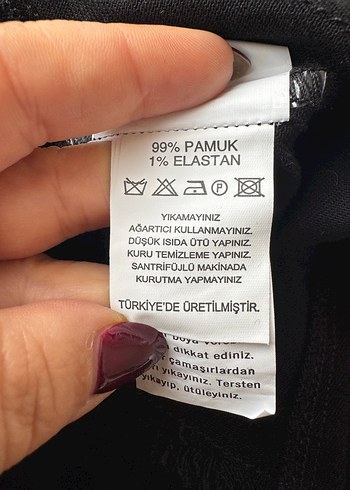 99% PAMUK
1% ELASTAN
P
YIKAMAYINIZ
AĞARTICI KULLANMAYINIZ.
DÜŞÜK ISIDA ÜTÜ YAPINIZ.
KURU TEMİZLEME YAPINIZ.
SANTRİFÜJLÜ MAKİNADA
KURUTMA YAPMAYINIZ
TÜRKİYE'DE ÜRETİLMİŞTİR.
boya
dikkat ediniz.
çamaşırlardan
yıkayınız. Tersten
yıkayıp, ütüleyiniz.